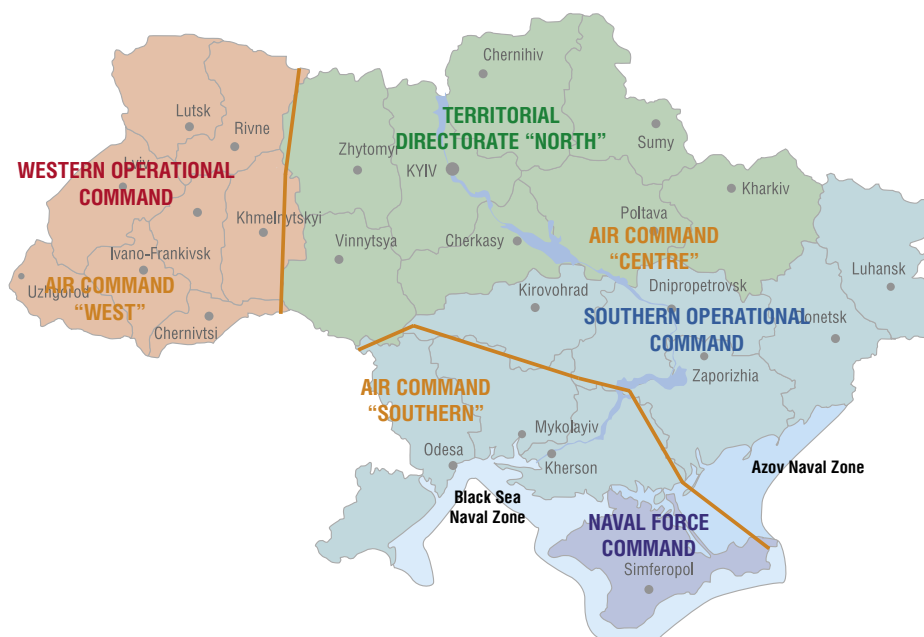 Chernihiv
Lutsk
Rivne
TERRITORIAL
DIRECTORATE “NORTH”
Sumy
Zhytomyr
KYIV
Lviv
WESTERN OPERATIONAL
COMMAND
Kharkiv
Khmelnytskyi
Poltava
Vinnytsya
Cherkasy
AIR COMMAND
“CENTRE”
Ivano-Frankivsk
Luhansk
Uzhgorod
AIR COMMAND
“WEST”
Kirovohrad
Dnipropetrovsk
Chernivtsi
SOUTHERN OPERATIONAL
COMMAND
Donetsk
Zaporizhia
AIR COMMAND
“SOUTHERN”
Mykolayiv
Odesa
Kherson
Azov Naval Zone
Black Sea
Naval Zone
NAVAL FORCE
COMMAND
Simferopol